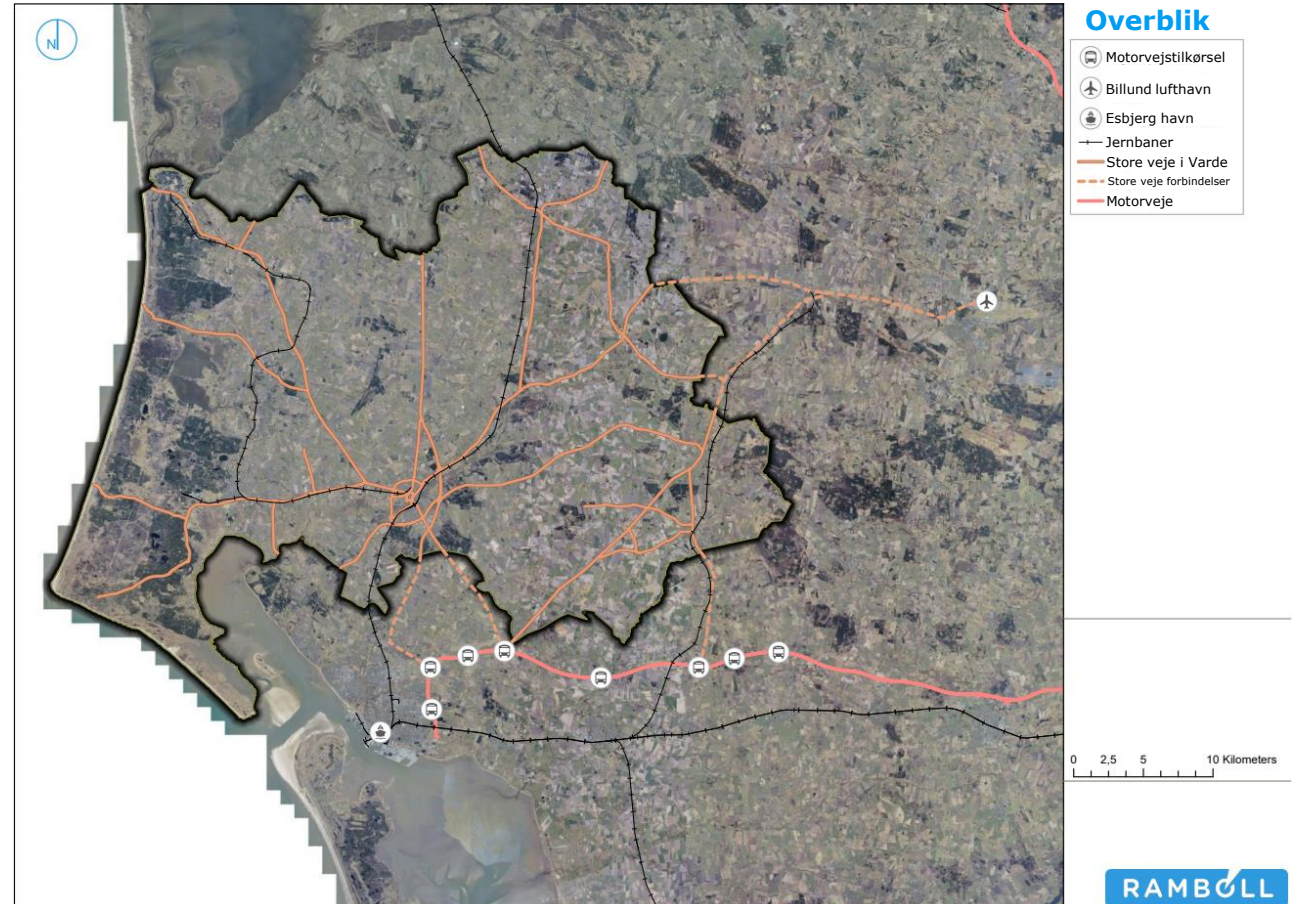 Overblik
N
Motorvejstilkørsel
Billund lufthavn
Esbjerg havn
Jernbaner
Store veje i Varde
Store veje forbindelser
Motorveje
0 2,5 5 10 Kilometers
RAMBOLL